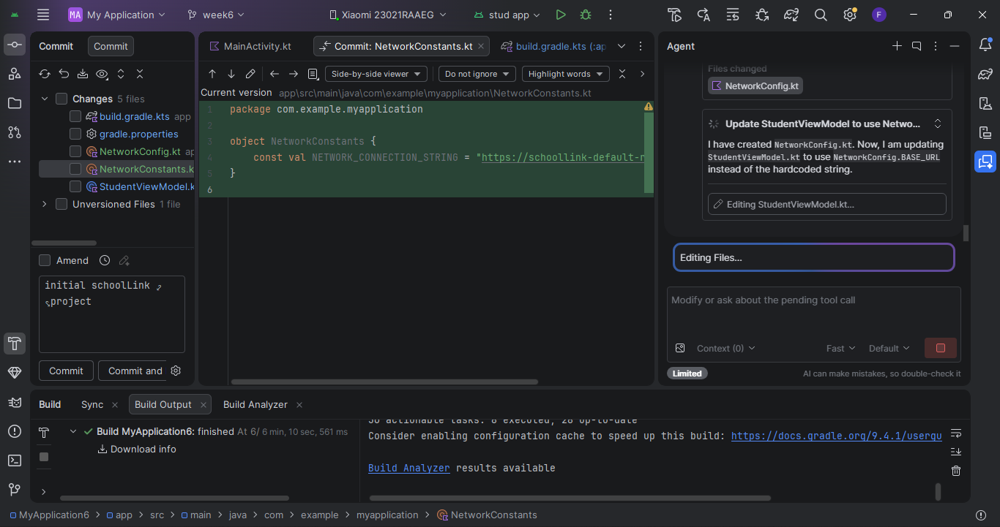 MA My Application
week6
Xiaomi 23021RAAEG
stud app
F
Commit
Commit
MainActivity.kt
Commit: NetworkConstants.kt
build.gradle.kts (:ap
Agent
Side-by-side viewer
Do not ignore
Highlight words
Current version app\src\main\java\com\example\myapplication\NetworkConstants.kt
Changes 5 files
build.gradle.kts app
gradle.properties
NetworkConfig.kt ap
NetworkConstants.k
StudentViewModel.k
Unversioned Files 1 file
Amend
initial schoolLink
project
Commit
Commit and
1 package com.example.myapplication
2
3 object NetworkConstants {
4 const val NETWORK_CONNECTION_STRING = "https://schoollink-default-r
5 }
6
Files changed
NetworkConfig.kt
Update StudentViewModel to use Netwo...
I have created NetworkConfig.kt. Now, I am updating
StudentViewModel.kt to use NetworkConfig.BASE_URL
instead of the hardcoded string.
Editing StudentViewModel.kt...
Editing Files...
Modify or ask about the pending tool call
Context (0)
Fast
Default
Limited
AI can make mistakes, so double-check it
Build
Sync
Build Output
Build Analyzer
Build MyApplication6: finished At 6/ 6 min, 10 sec, 561 ms
Download info
actionable tasks: 8 executed, 28 up-to-date
Consider enabling configuration cache to speed up this build: https://docs.gradle.org/9.4.1/usergu
Build Analyzer results available
MyApplication6 > app > src > main > java > com > example > myapplication > NetworkConstants